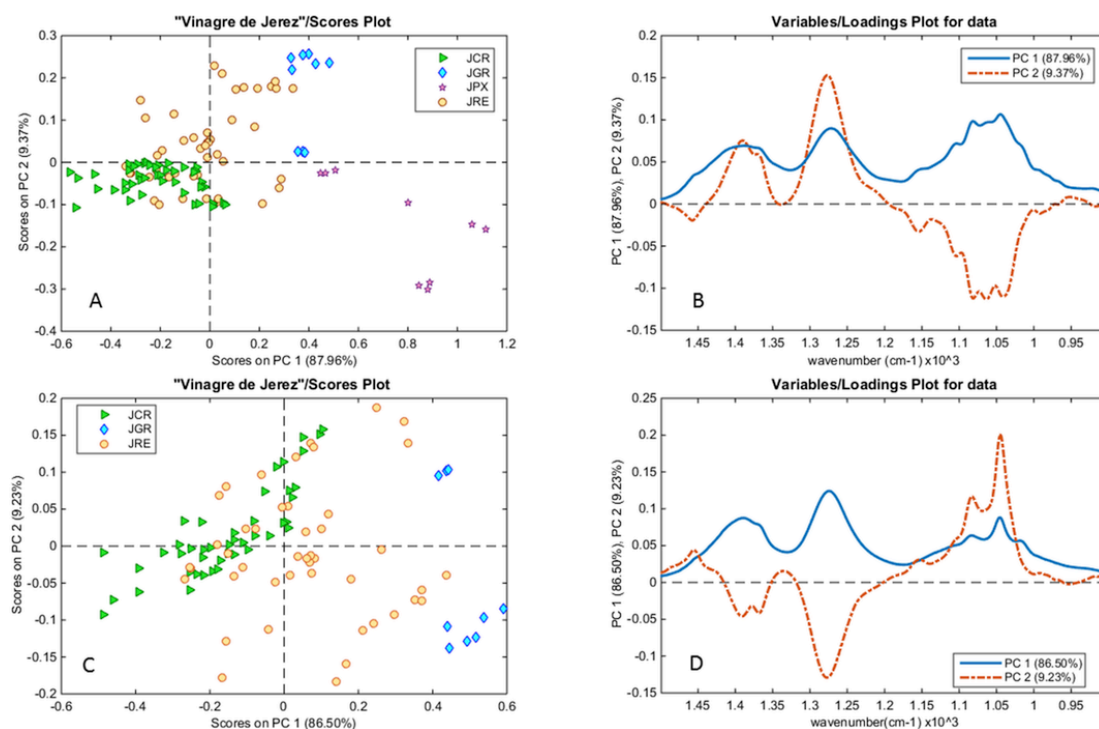 "Vinagre de Jerez"/Scores Plot
JCR
JGR
JPX
JRE
0.3
0.2
0.1
0
-0.1
-0.2
-0.3
-0.4
Scores on PC 2 (9.37%)
A
-0.6
-0.4
-0.2
0
0.2
0.4
0.6
0.8
1
1.2
Scores on PC 1 (87.96%)
Variables/Loadings Plot for data
PC 1 (87.96%)
PC 2 (9.37%)
0.2
0.15
0.1
0.05
0
-0.05
-0.1
-0.15
PC 1 (87.96%), PC 2 (9.37%)
B
1.45
1.4
1.35
1.3
1.25
1.2
1.15
1.1
1.05
1
0.95
wavenumber (cm-1) x10^3
"Vinagre de Jerez"/Scores Plot
JCR
JGR
JRE
0.2
0.15
0.1
0.05
0
-0.05
-0.1
-0.15
-0.2
Scores on PC 2 (9.23%)
C
-0.6
-0.4
-0.2
0
0.2
0.4
0.6
Scores on PC 1 (86.50%)
Variables/Loadings Plot for data
0.25
0.2
0.15
0.1
0.05
0
-0.05
-0.1
-0.15
PC 1 (86.50%), PC 2 (9.23%)
D
PC 1 (86.50%)
PC 2 (9.23%)
1.45
1.4
1.35
1.3
1.25
1.2
1.15
1.1
1.05
1
0.95
wavenumber(cm-1) x10^3